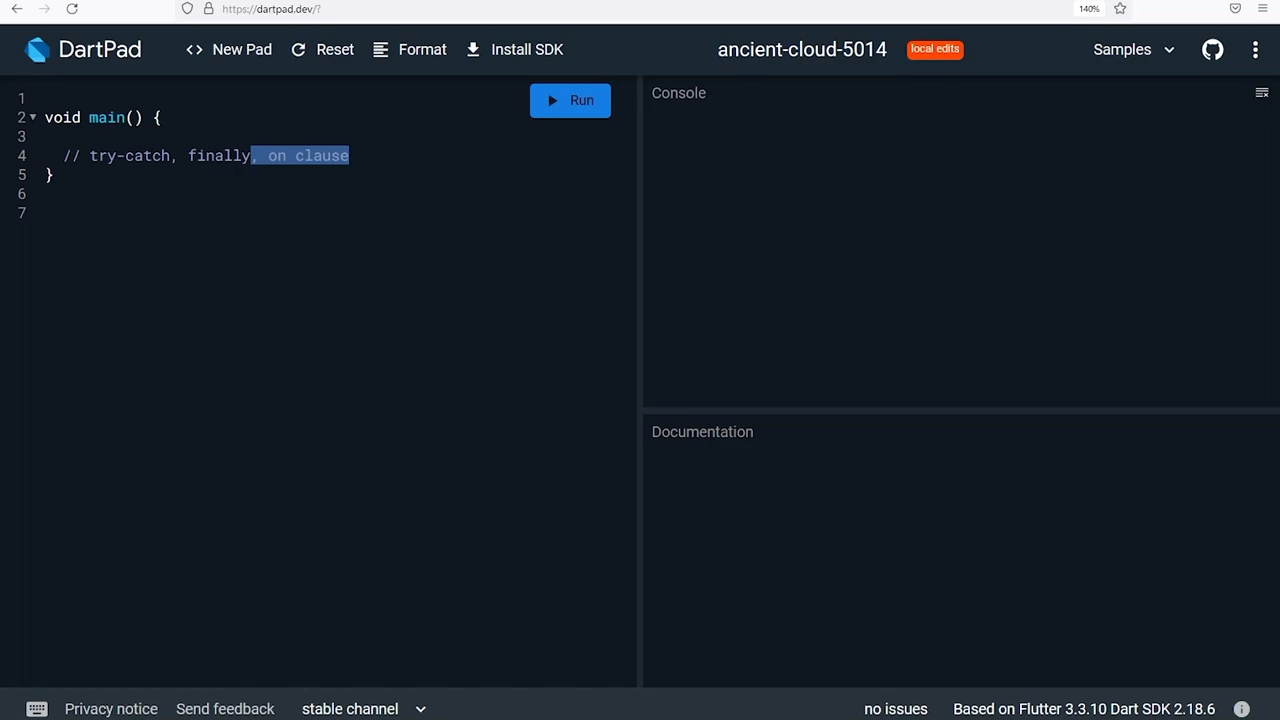 https://dartpad.dev/?
140%
DartPad
<> New Pad
Reset
Format
Install SDK
ancient-cloud-5014
local edits
Samples
Run
1
2 void main() {
3
4 // try-catch, finally, on clause
5 }
6
7
Console
Documentation
Privacy notice
Send feedback
stable channel
no issues
Based on Flutter 3.3.10 Dart SDK 2.18.6